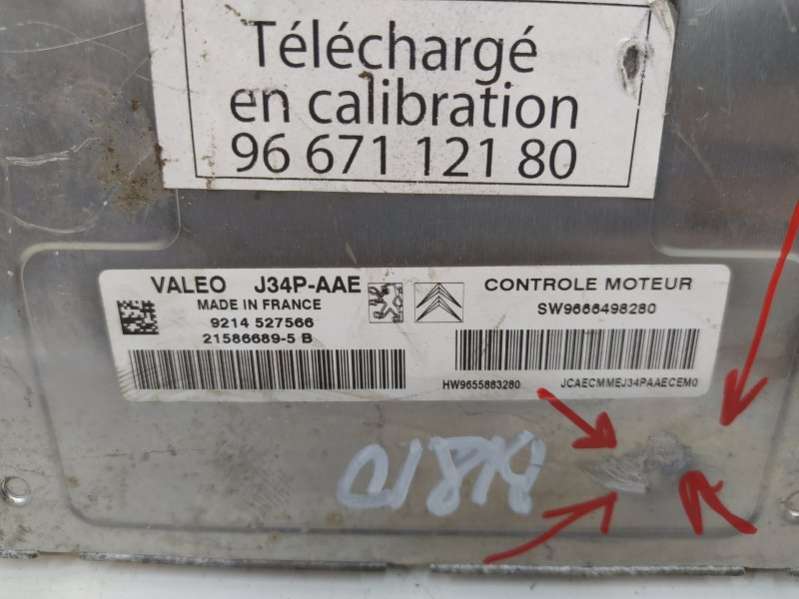 Téléchargé
en calibration
96 671 121 80
VALEO J34P-AAE
MADE IN FRANCE
9214 527566
21586689-5 B
CONTROLE MOTEUR
SW9666498280
HW9655883280
JCAECMMEJ34PAAECEM0